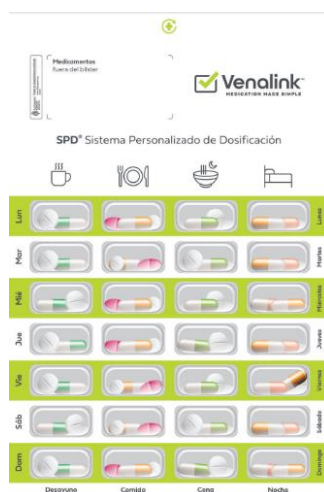 Medicamentos
fuera del blíster
Venalink™
MEDICATION MADE SIMPLE
SPD® Sistema Personalizado de Dosificación
Lun
Lunes
Mar
Martes
Mié
Miércoles
Jue
Jueves
Vie
Viernes
Sáb
Sábado
Dom
Domingo
Desayuno
Comida
Cena
Noche